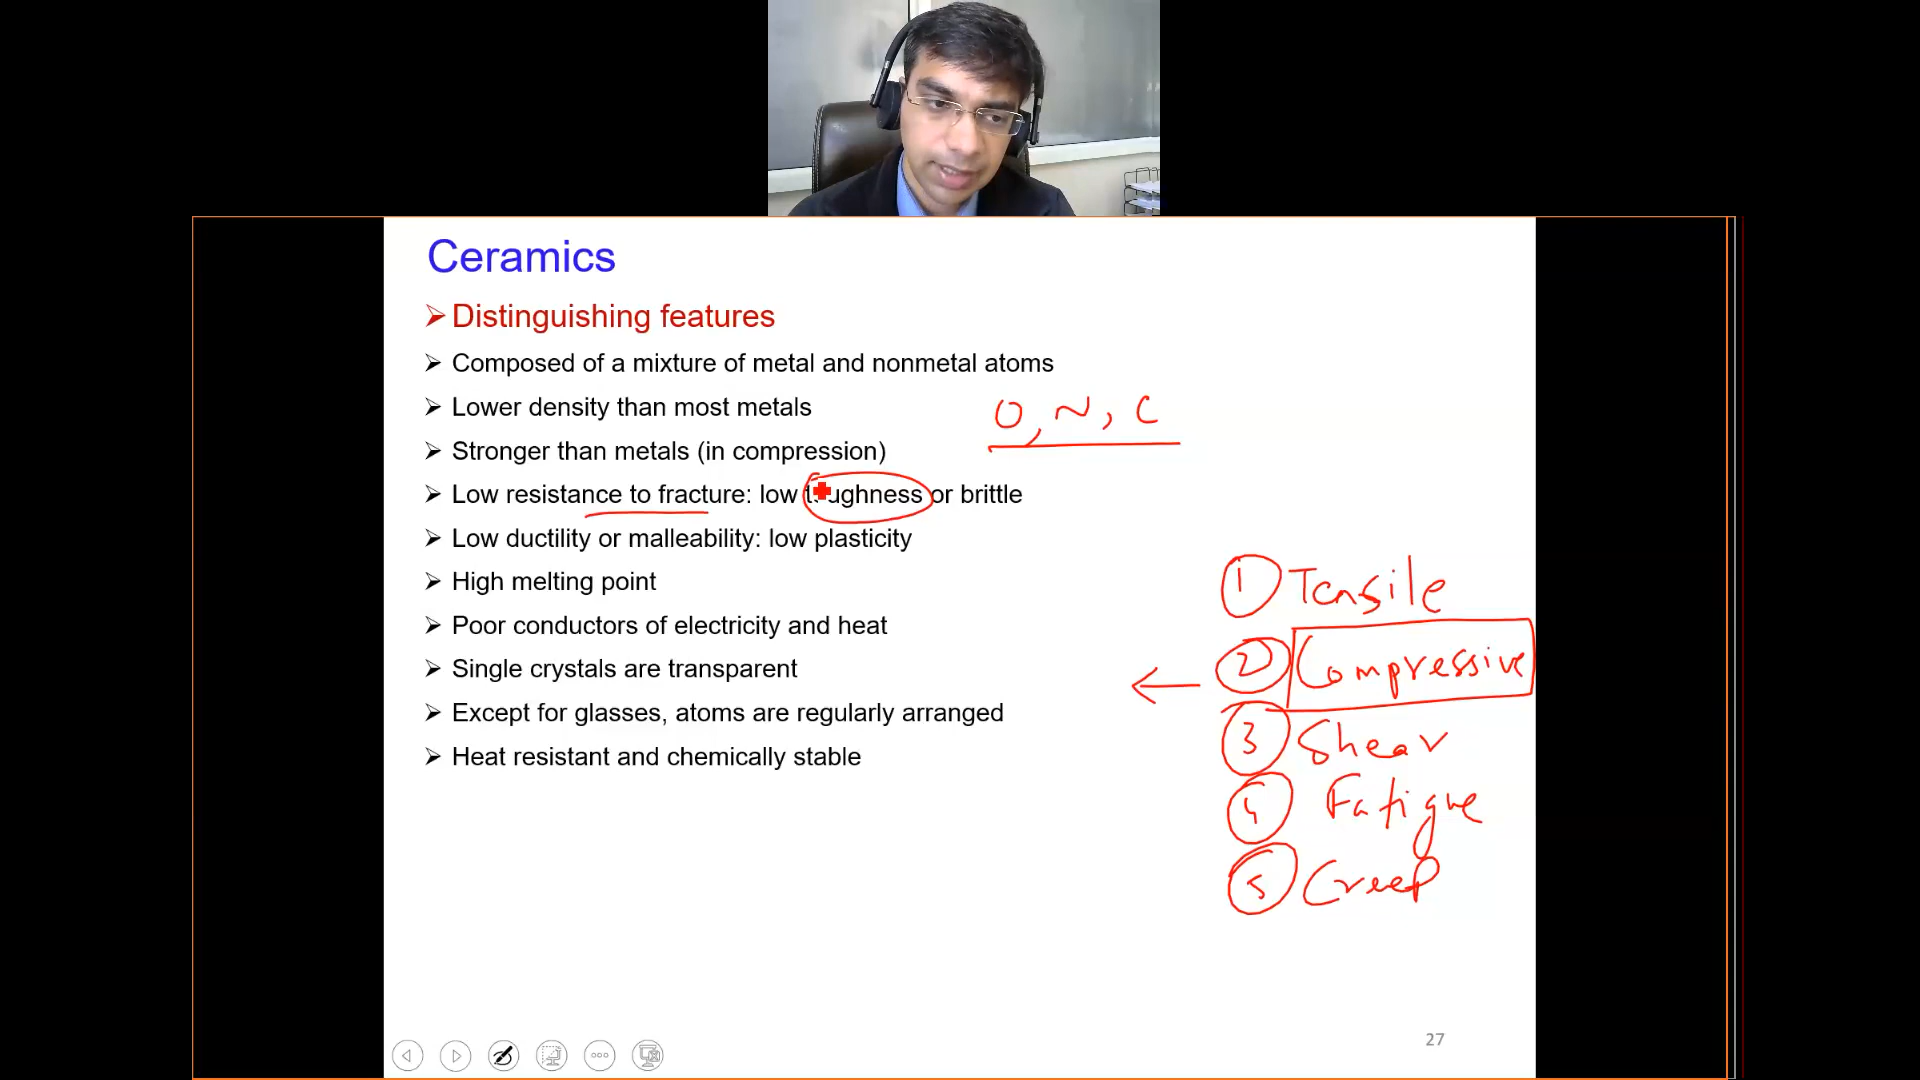 Ceramics
Distinguishing features
Composed of a mixture of metal and nonmetal atoms
Lower density than most metals
O, N, C
Stronger than metals (in compression)
Low resistance to fracture: low toughness or brittle
Low ductility or malleability: low plasticity
High melting point
Poor conductors of electricity and heat
Single crystals are transparent
Except for glasses, atoms are regularly arranged
Heat resistant and chemically stable
1 Tensile
2 Compressive
3 Shear
4 Fatigue
5 Creep
27